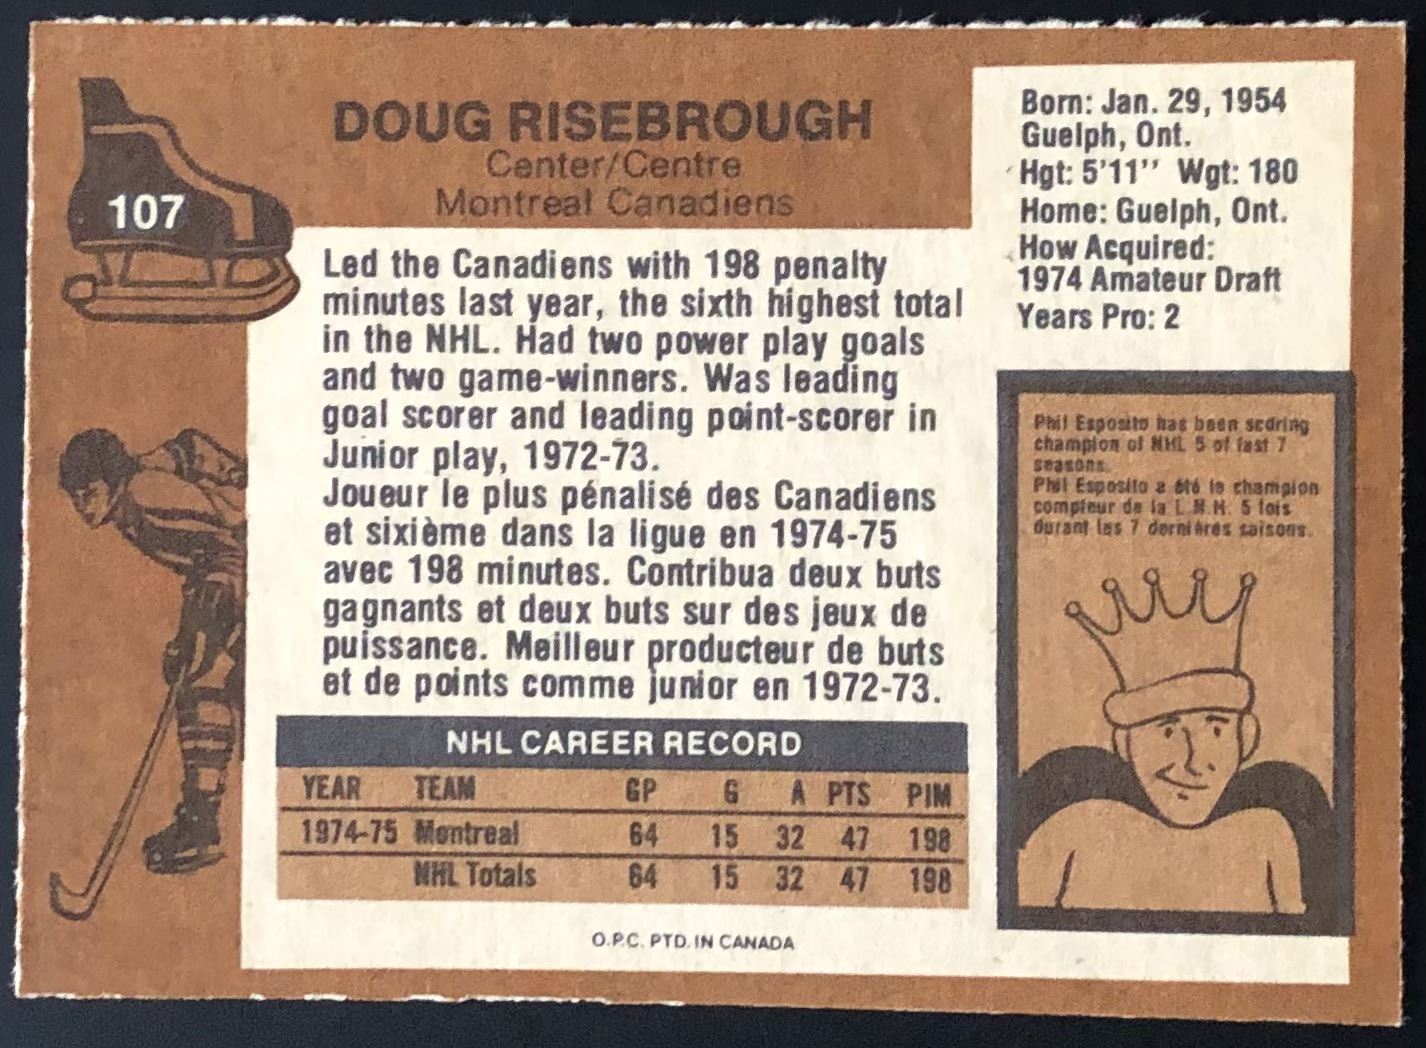 107
DOUG RISEBROUGH
Center/Centre
Montreal Canadiens
Led the Canadiens with 198 penalty
minutes last year, the sixth highest total
in the NHL. Had two power play goals
and two game-winners. Was leading
goal scorer and leading point-scorer in
Junior play, 1972-73.
Joueur le plus pénalisé des Canadiens
et sixième dans la ligue en 1974-75
avec 198 minutes. Contribua deux buts
gagnants et deux buts sur des jeux de
puissance. Meilleur producteur de buts
et de points comme junior en 1972-73.
NHL CAREER RECORD
YEAR TEAM GP G A PTS PIM
1974-75 Montreal 64 15 32 47 198
NHL Totals 64 15 32 47 198
O.P.C. PTD. IN CANADA
Born: Jan. 29, 1954
Guelph, Ont.
Hgt: 5'11" Wgt: 180
Home: Guelph, Ont.
How Acquired:
1974 Amateur Draft
Years Pro: 2
Phil Esposito has been scoring
champion of NHL 5 of last 7
seasons.
Phil Esposito a été le champion
compteur de la L.N.H. 5 fois
durant les 7 dernières saisons.